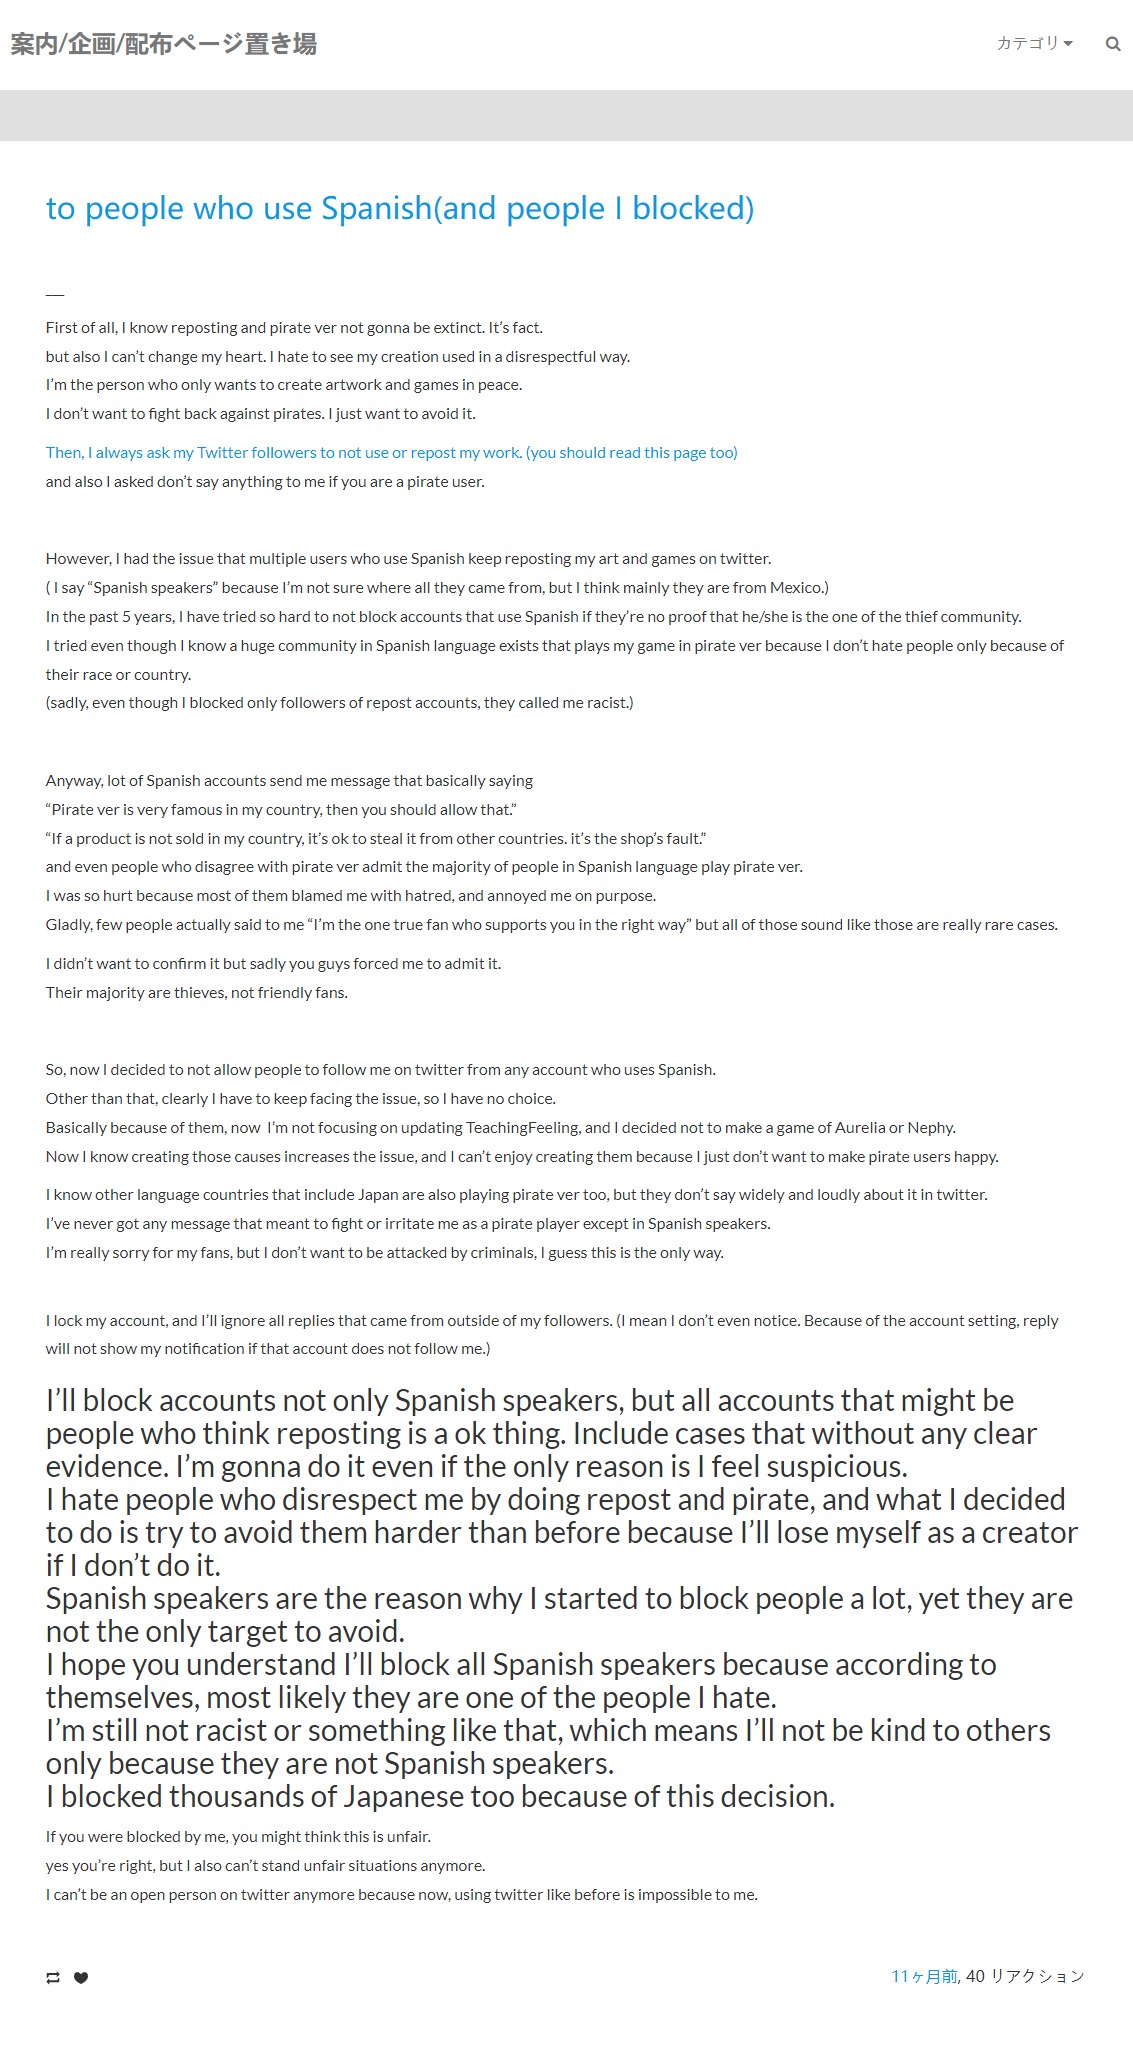 案内/企画/配布ページ置き場
カテゴリ
to people who use Spanish(and people I blocked)
__
First of all, I know reposting and pirate ver not gonna be extinct. It’s fact.
but also I can’t change my heart. I hate to see my creation used in a disrespectful way.
I’m the person who only wants to create artwork and games in peace.
I don’t want to fight back against pirates. I just want to avoid it.
Then, I always ask my Twitter followers to not use or repost my work. (you should read this page too)
and also I asked don’t say anything to me if you are a pirate user.
However, I had the issue that multiple users who use Spanish keep reposting my art and games on twitter.
( I say “Spanish speakers” because I’m not sure where all they came from, but I think mainly they are from Mexico.)
In the past 5 years, I have tried so hard to not block accounts that use Spanish if they’re no proof that he/she is the one of the thief community.
I tried even though I know a huge community in Spanish language exists that plays my game in pirate ver because I don’t hate people only because of
their race or country.
(sadly, even though I blocked only followers of repost accounts, they called me racist.)
Anyway, lot of Spanish accounts send me message that basically saying
“Pirate ver is very famous in my country, then you should allow that.”
“If a product is not sold in my country, it’s ok to steal it from other countries. it’s the shop’s fault.”
and even people who disagree with pirate ver admit the majority of people in Spanish language play pirate ver.
I was so hurt because most of them blamed me with hatred, and annoyed me on purpose.
Gladly, few people actually said to me “I’m the one true fan who supports you in the right way” but all of those sound like those are really rare cases.
I didn’t want to confirm it but sadly you guys forced me to admit it.
Their majority are thieves, not friendly fans.
So, now I decided to not allow people to follow me on twitter from any account who uses Spanish.
Other than that, clearly I have to keep facing the issue, so I have no choice.
Basically because of them, now  I’m not focusing on updating TeachingFeeling, and I decided not to make a game of Aurelia or Nephy.
Now I know creating those causes increases the issue, and I can’t enjoy creating them because I just don’t want to make pirate users happy.
I know other language countries that include Japan are also playing pirate ver too, but they don’t say widely and loudly about it in twitter.
I’ve never got any message that meant to fight or irritate me as a pirate player except in Spanish speakers.
I’m really sorry for my fans, but I don’t want to be attacked by criminals, I guess this is the only way.
I lock my account, and I’ll ignore all replies that came from outside of my followers. (I mean I don’t even notice. Because of the account setting, reply
will not show my notification if that account does not follow me.)
I’ll block accounts not only Spanish speakers, but all accounts that might be
people who think reposting is a ok thing. Include cases that without any clear
evidence. I’m gonna do it even if the only reason is I feel suspicious.
I hate people who disrespect me by doing repost and pirate, and what I decided
to do is try to avoid them harder than before because I’ll lose myself as a creator
if I don’t do it.
Spanish speakers are the reason why I started to block people a lot, yet they are
not the only target to avoid.
I hope you understand I’ll block all Spanish speakers because according to
themselves, most likely they are one of the people I hate.
I’m still not racist or something like that, which means I’ll not be kind to others
only because they are not Spanish speakers.
I blocked thousands of Japanese too because of this decision.
If you were blocked by me, you might think this is unfair.
yes you’re right, but I also can’t stand unfair situations anymore.
I can’t be an open person on twitter anymore because now, using twitter like before is impossible to me.
11ヶ月前, 40 リアクション